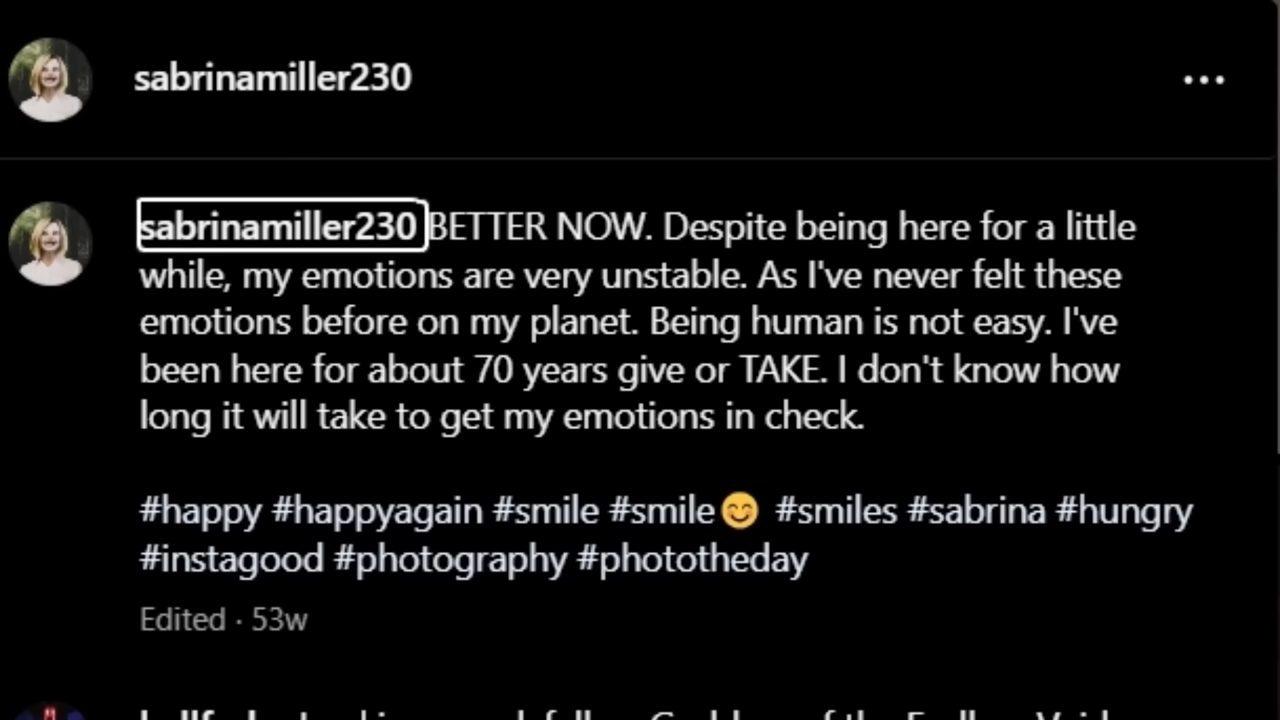 sabrinamiller230
sabrinamiller230 BETTER NOW. Despite being here for a little
while, my emotions are very unstable. As I've never felt these
emotions before on my planet. Being human is not easy. I've
been here for about 70 years give or TAKE. I don't know how
long it will take to get my emotions in check.
#happy #happyagain #smile #smile😊 #smiles #sabrina #hungry
#instagood #photography #phototheday
Edited · 53w